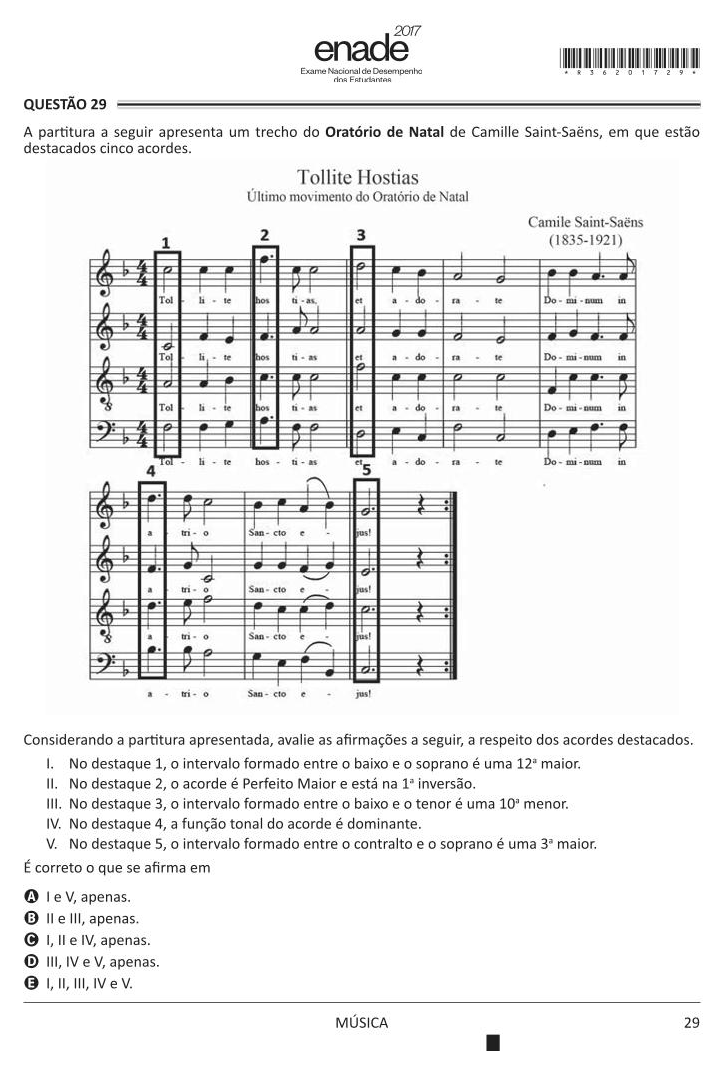 2017
enade
Exame Nacional de Desempenho
dos Estudantes
* R 3 6 2 0 1 7 2 9 *
QUESTÃO 29
A partitura a seguir apresenta um trecho do Oratório de Natal de Camille Saint-Saëns, em que estão
destacados cinco acordes.
Tollite Hostias
Último movimento do Oratório de Natal
Camile Saint-Saëns
(1835-1921)
1 2 3
Tol - li - te hos ti - as, et a - do - ra - te Do - mi - num in
Tol - li - te hos ti - as et a - do - ra - te Do - mi - num in
Tol - li - te hos ti - as et a - do - ra - te Do - mi - num in
8
Tol - li - te hos - ti - as et a - do - ra - te Do - mi - num in
4 5
a tri - o San - cto e - jus!
a tri - o San - cto e - jus!
a tri - o San - cto e - jus!
8
a - tri - o San - cto e - jus!
Considerando a partitura apresentada, avalie as afirmações a seguir, a respeito dos acordes destacados.
I. No destaque 1, o intervalo formado entre o baixo e o soprano é uma 12ª maior.
II. No destaque 2, o acorde é Perfeito Maior e está na 1ª inversão.
III. No destaque 3, o intervalo formado entre o baixo e o tenor é uma 10ª menor.
IV. No destaque 4, a função tonal do acorde é dominante.
V. No destaque 5, o intervalo formado entre o contralto e o soprano é uma 3ª maior.
É correto o que se afirma em
A I e V, apenas.
B II e III, apenas.
C I, II e IV, apenas.
D III, IV e V, apenas.
E I, II, III, IV e V.
MÚSICA 29